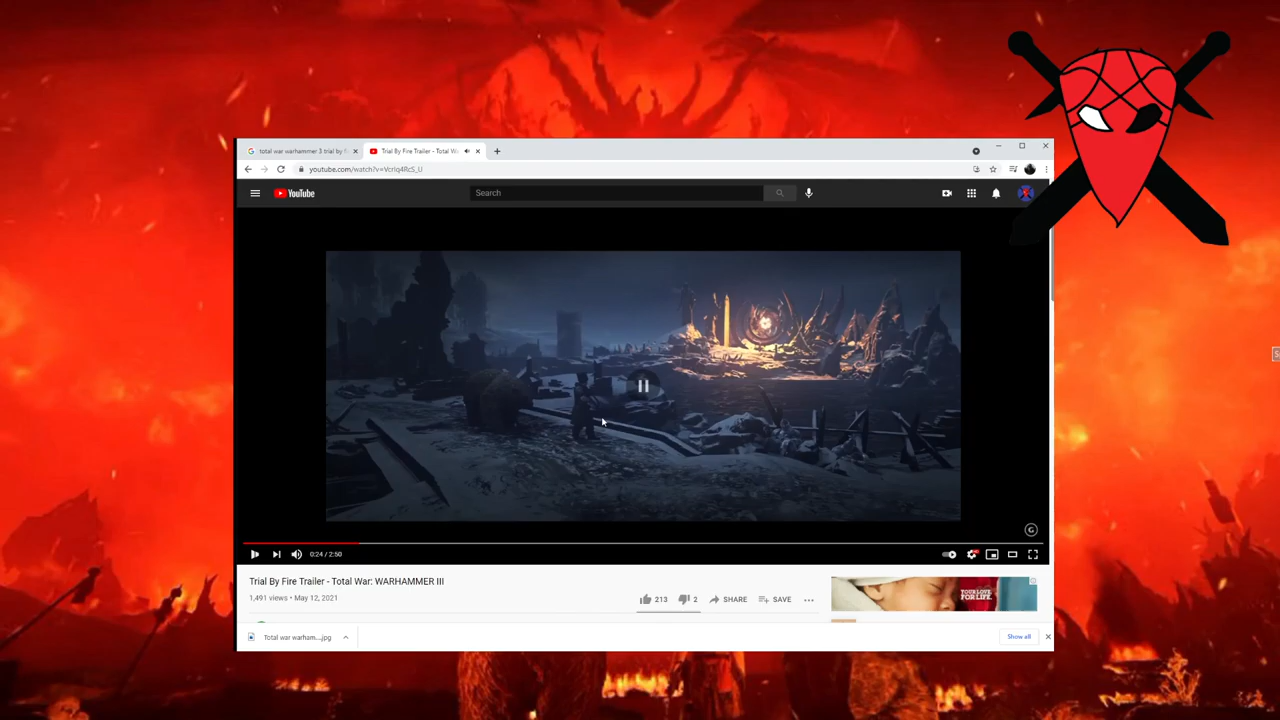 total war warhammer 3 trial by f
Trial By Fire Trailer - Total W
youtube.com/watch?v=Vcriq4RcS_U
YouTube
Search
G
0:24 / 2:50
Trial By Fire Trailer - Total War: WARHAMMER III
1,491 views • May 12, 2021
213
2
SHARE
SAVE
YOUR LOVE
FOR LIFE.
Total war warham....jpg
Show all